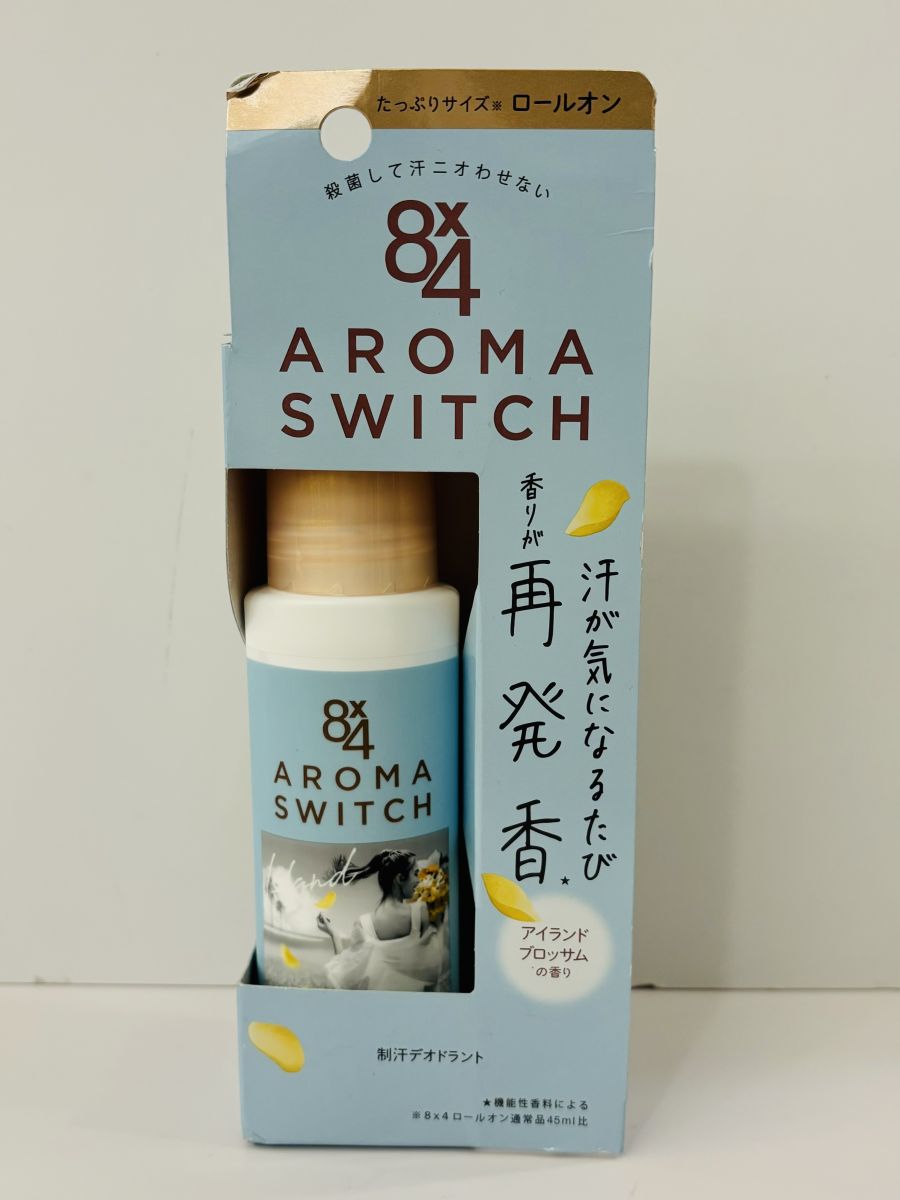 たっぷりサイズ※ ロールオン
殺菌して汗ニオわせない
8x4
AROMA
SWITCH
汗が気になるたび
香りが
再発香★
アイランド
ブロッサム
の香り
8x4
AROMA
SWITCH
制汗デオドラント
★機能性香料による
※8x4ロールオン通常品45ml比